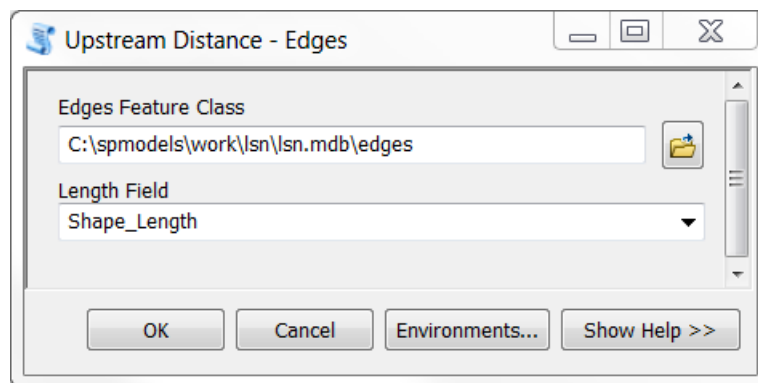 Upstream Distance - Edges
Edges Feature Class
C:\spmodels\work\lsn\lsn.mdb\edges
Length Field
Shape_Length
OK Cancel Environments... Show Help >>